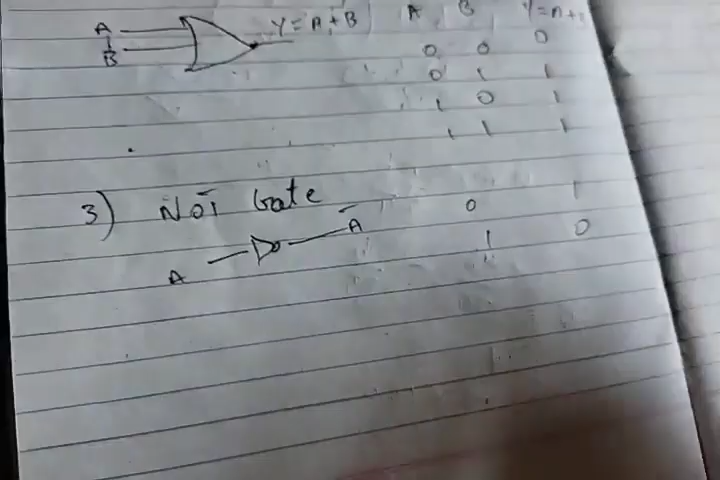 A Y = A + B A B Y = A + B
B 0 0 0
0 1 1
1 0 1
1 1 1
3) NOT Gate 0 1
A Ā 1 0